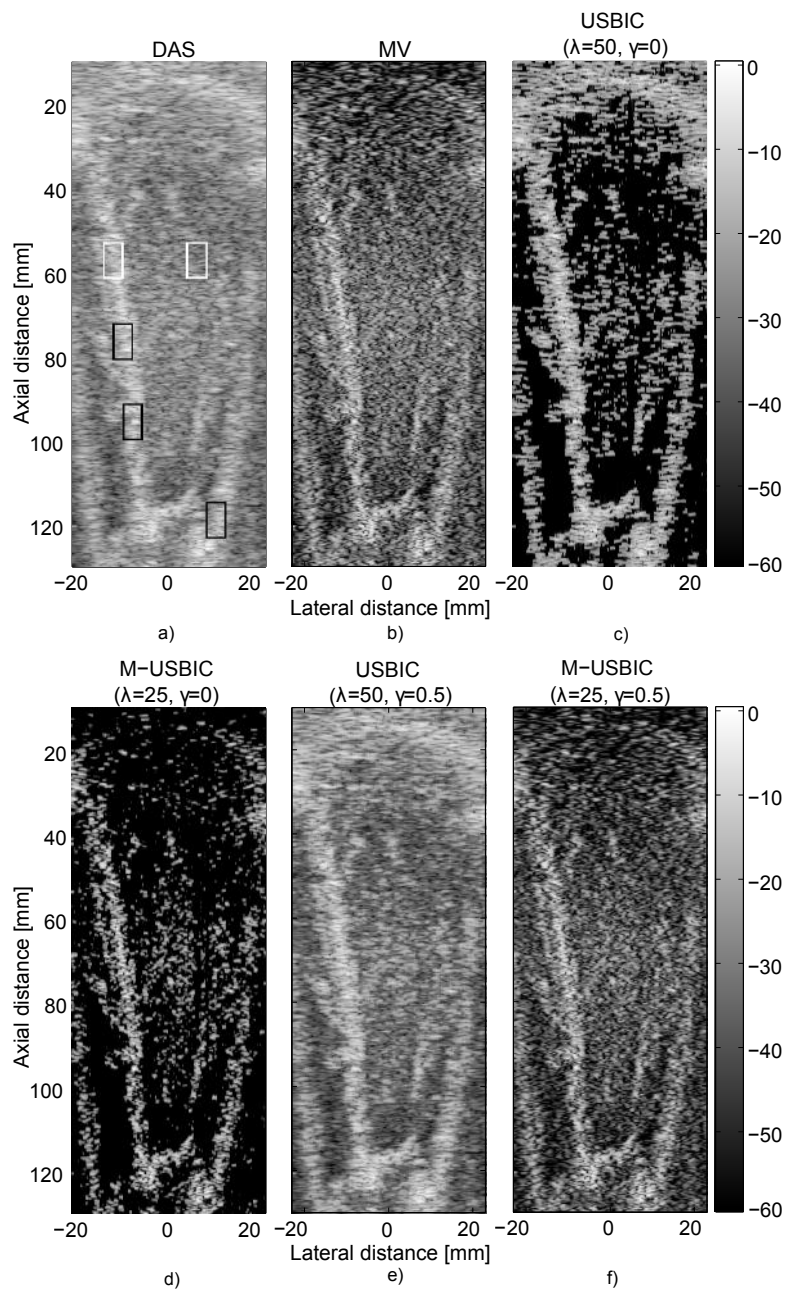 DAS
MV
USBIC
(λ=50, γ=0)
Axial distance [mm]
20
40
60
80
100
120
−20
0
20
−20
0
20
−20
0
20
Lateral distance [mm]
0
−10
−20
−30
−40
−50
−60
a)
b)
c)
M−USBIC
(λ=25, γ=0)
USBIC
(λ=50, γ=0.5)
M−USBIC
(λ=25, γ=0.5)
Axial distance [mm]
20
40
60
80
100
120
−20
0
20
−20
0
20
−20
0
20
Lateral distance [mm]
0
−10
−20
−30
−40
−50
−60
d)
e)
f)